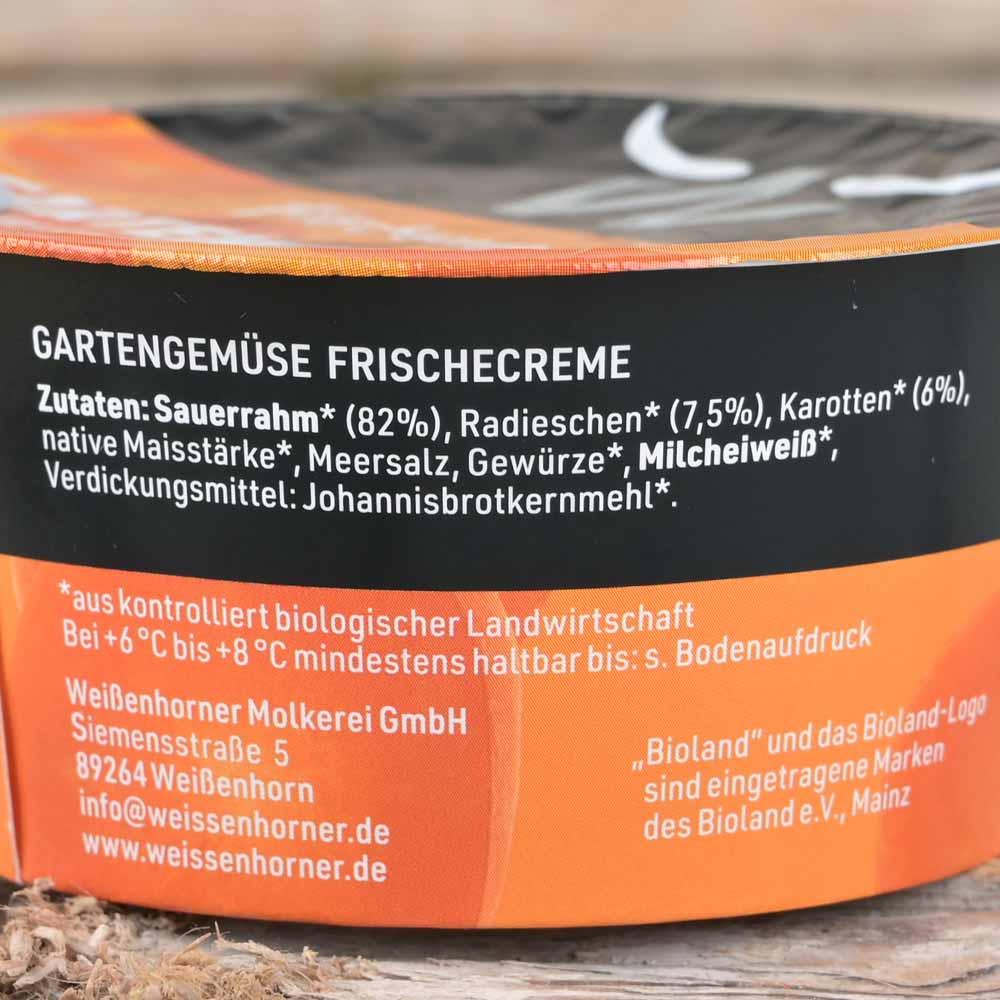 GARTENGEMÜSE FRISCHECREME
Zutaten: Sauerrahm* (82%), Radieschen* (7,5%), Karotten* (6%),
native Maisstärke*, Meersalz, Gewürze*, Milcheiweiß*,
Verdickungsmittel: Johannisbrotkernmehl*.
*aus kontrolliert biologischer Landwirtschaft
Bei +6 °C bis +8 °C mindestens haltbar bis: s. Bodenaufdruck
Weißenhorner Molkerei GmbH
Siemensstraße 5
89264 Weißenhorn
info@weissenhorner.de
www.weissenhorner.de
„Bioland“ und das Bioland-Logo
sind eingetragene Marken
des Bioland e.V., Mainz